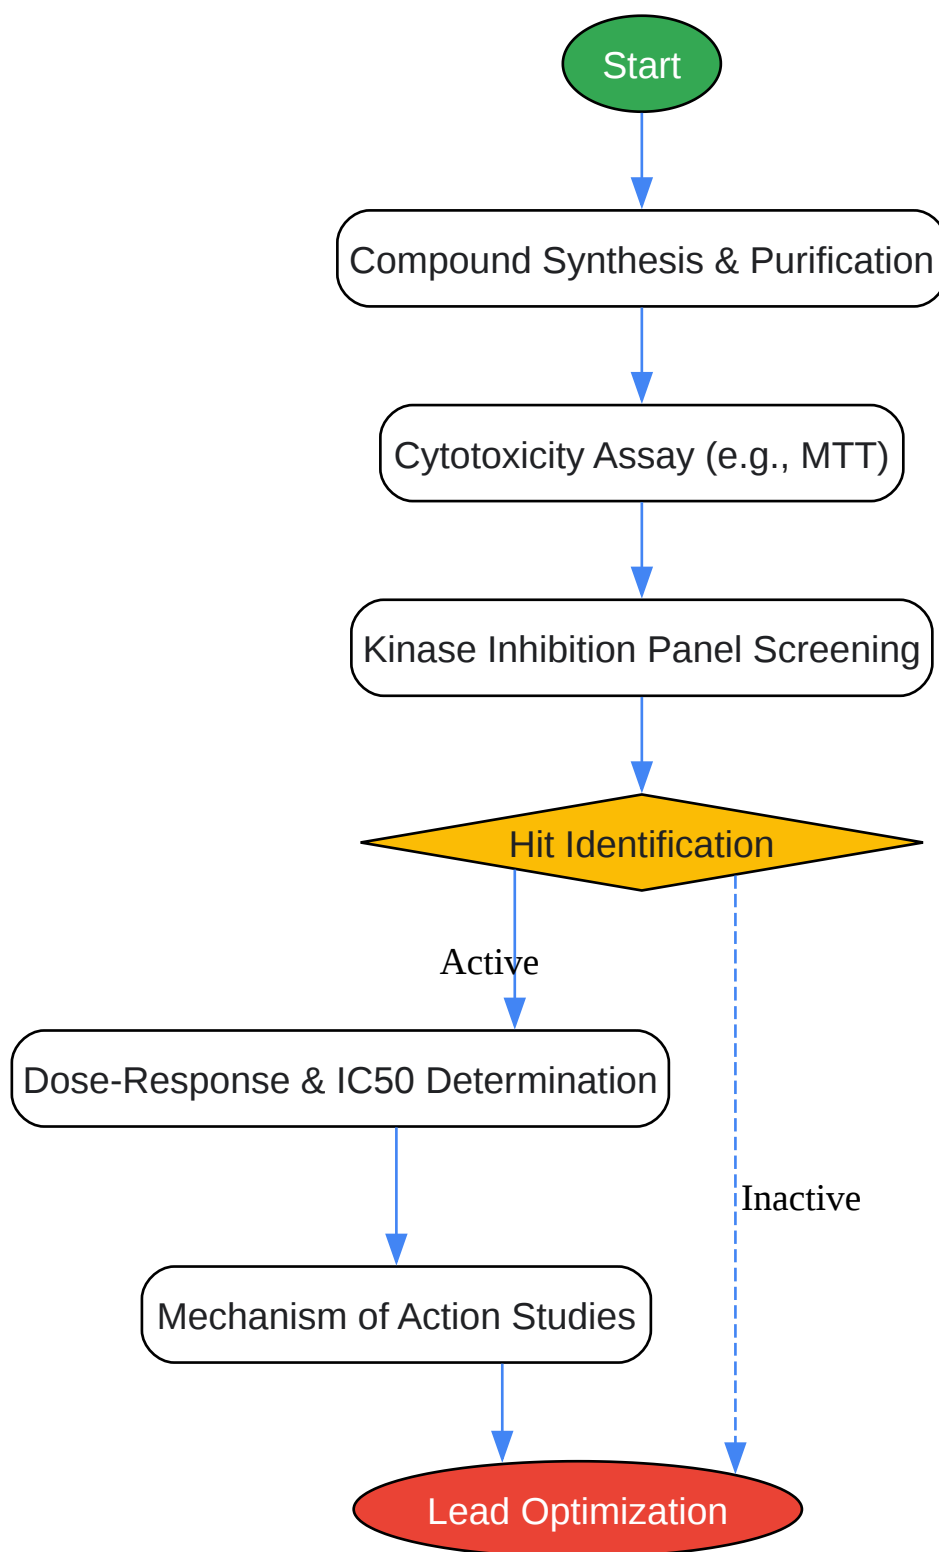 Start
Compound Synthesis & Purification
Cytotoxicity Assay (e.g., MTT)
Kinase Inhibition Panel Screening
Hit Identification
Active
Dose-Response & IC50 Determination
Inactive
Mechanism of Action Studies
Lead Optimization